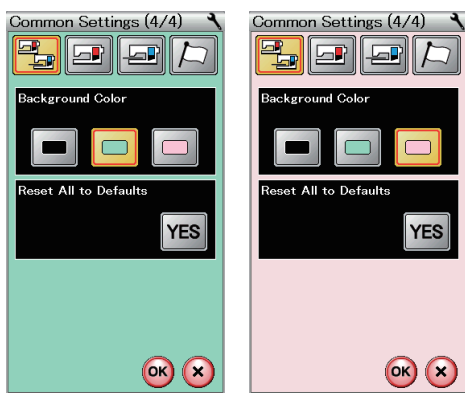 Common Settings (4/4)
Background Color
Reset All to Defaults
YES
OK
Common Settings (4/4)
Background Color
Reset All to Defaults
YES
OK